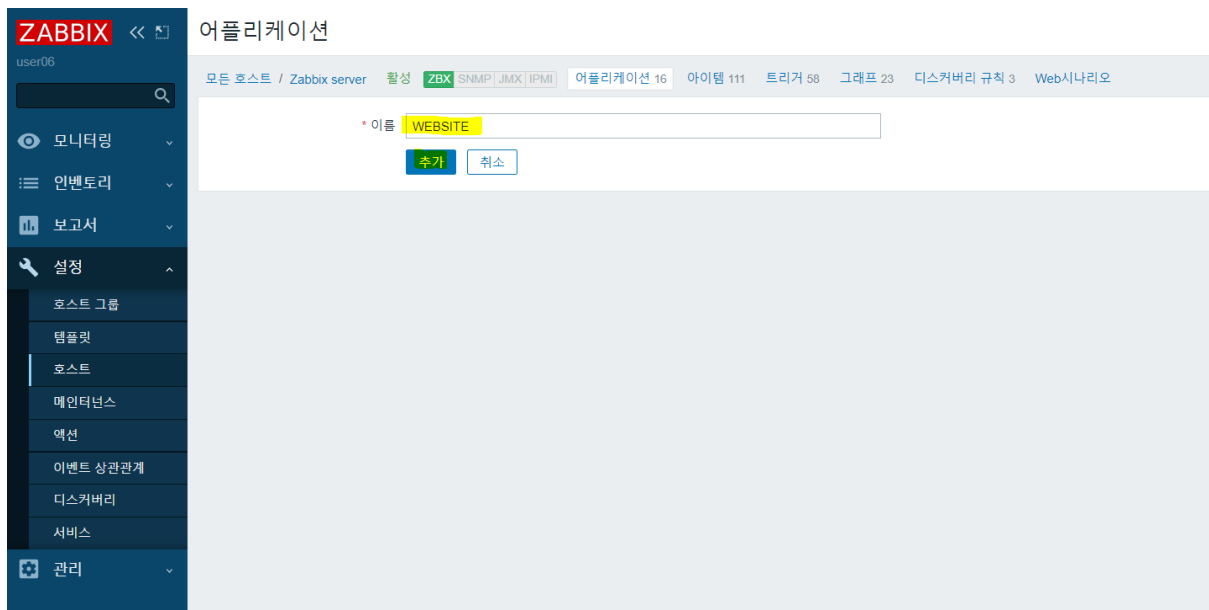 ZABBIX
user06
모니터링
인벤토리
보고서
설정
호스트 그룹
템플릿
호스트
메인터넌스
액션
이벤트 상관관계
디스커버리
서비스
관리
어플리케이션
모든 호스트 / Zabbix server 활성 ZBX SNMP JMX IPMI 어플리케이션 16 아이템 111 트리거 58 그래프 23 디스커버리 규칙 3 Web시나리오
* 이름 WEBSITE
추가 취소